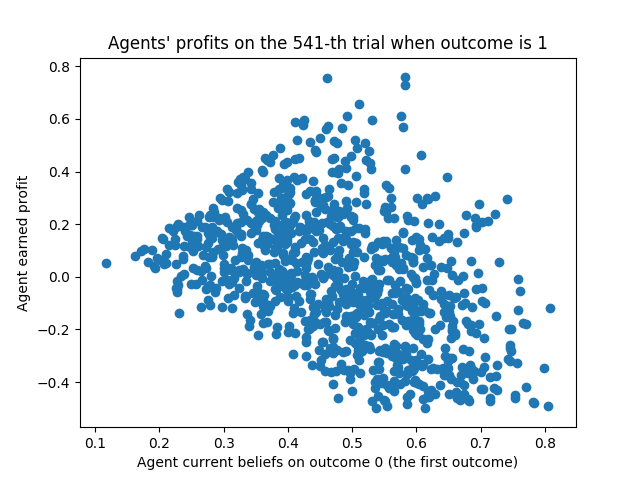 Agents' profits on the 541-th trial when outcome is 1
0.8
0.6
0.4
0.2
0.0
−0.2
−0.4
Agent earned profit
0.1 0.2 0.3 0.4 0.5 0.6 0.7 0.8
Agent current beliefs on outcome 0 (the first outcome)